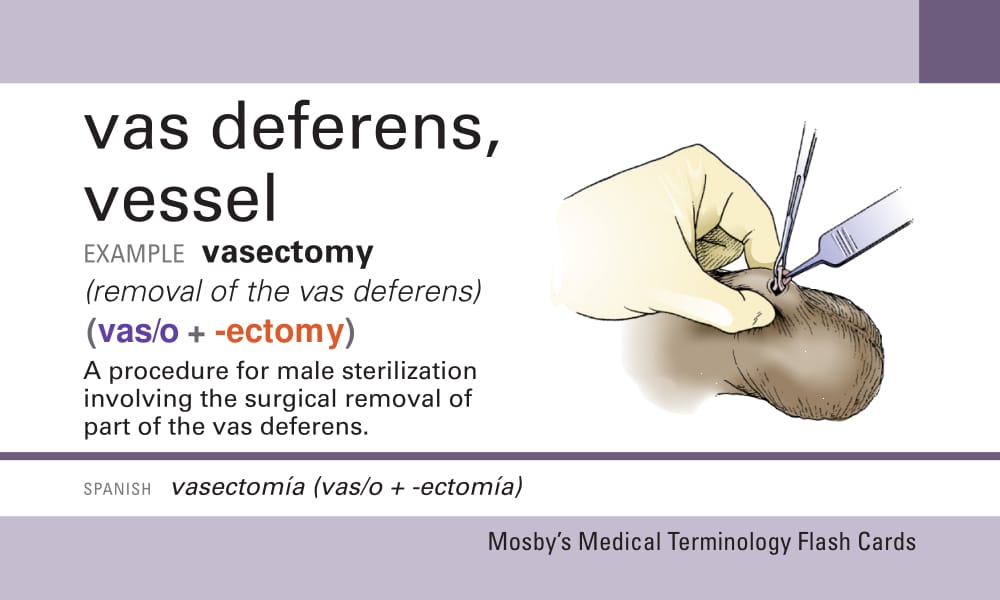 vas deferens,
vessel
EXAMPLE vasectomy
(removal of the vas deferens)
(vas/o + -ectomy)
A procedure for male sterilization
involving the surgical removal of
part of the vas deferens.
SPANISH vasectomía (vas/o + -ectomía)
Mosby's Medical Terminology Flash Cards